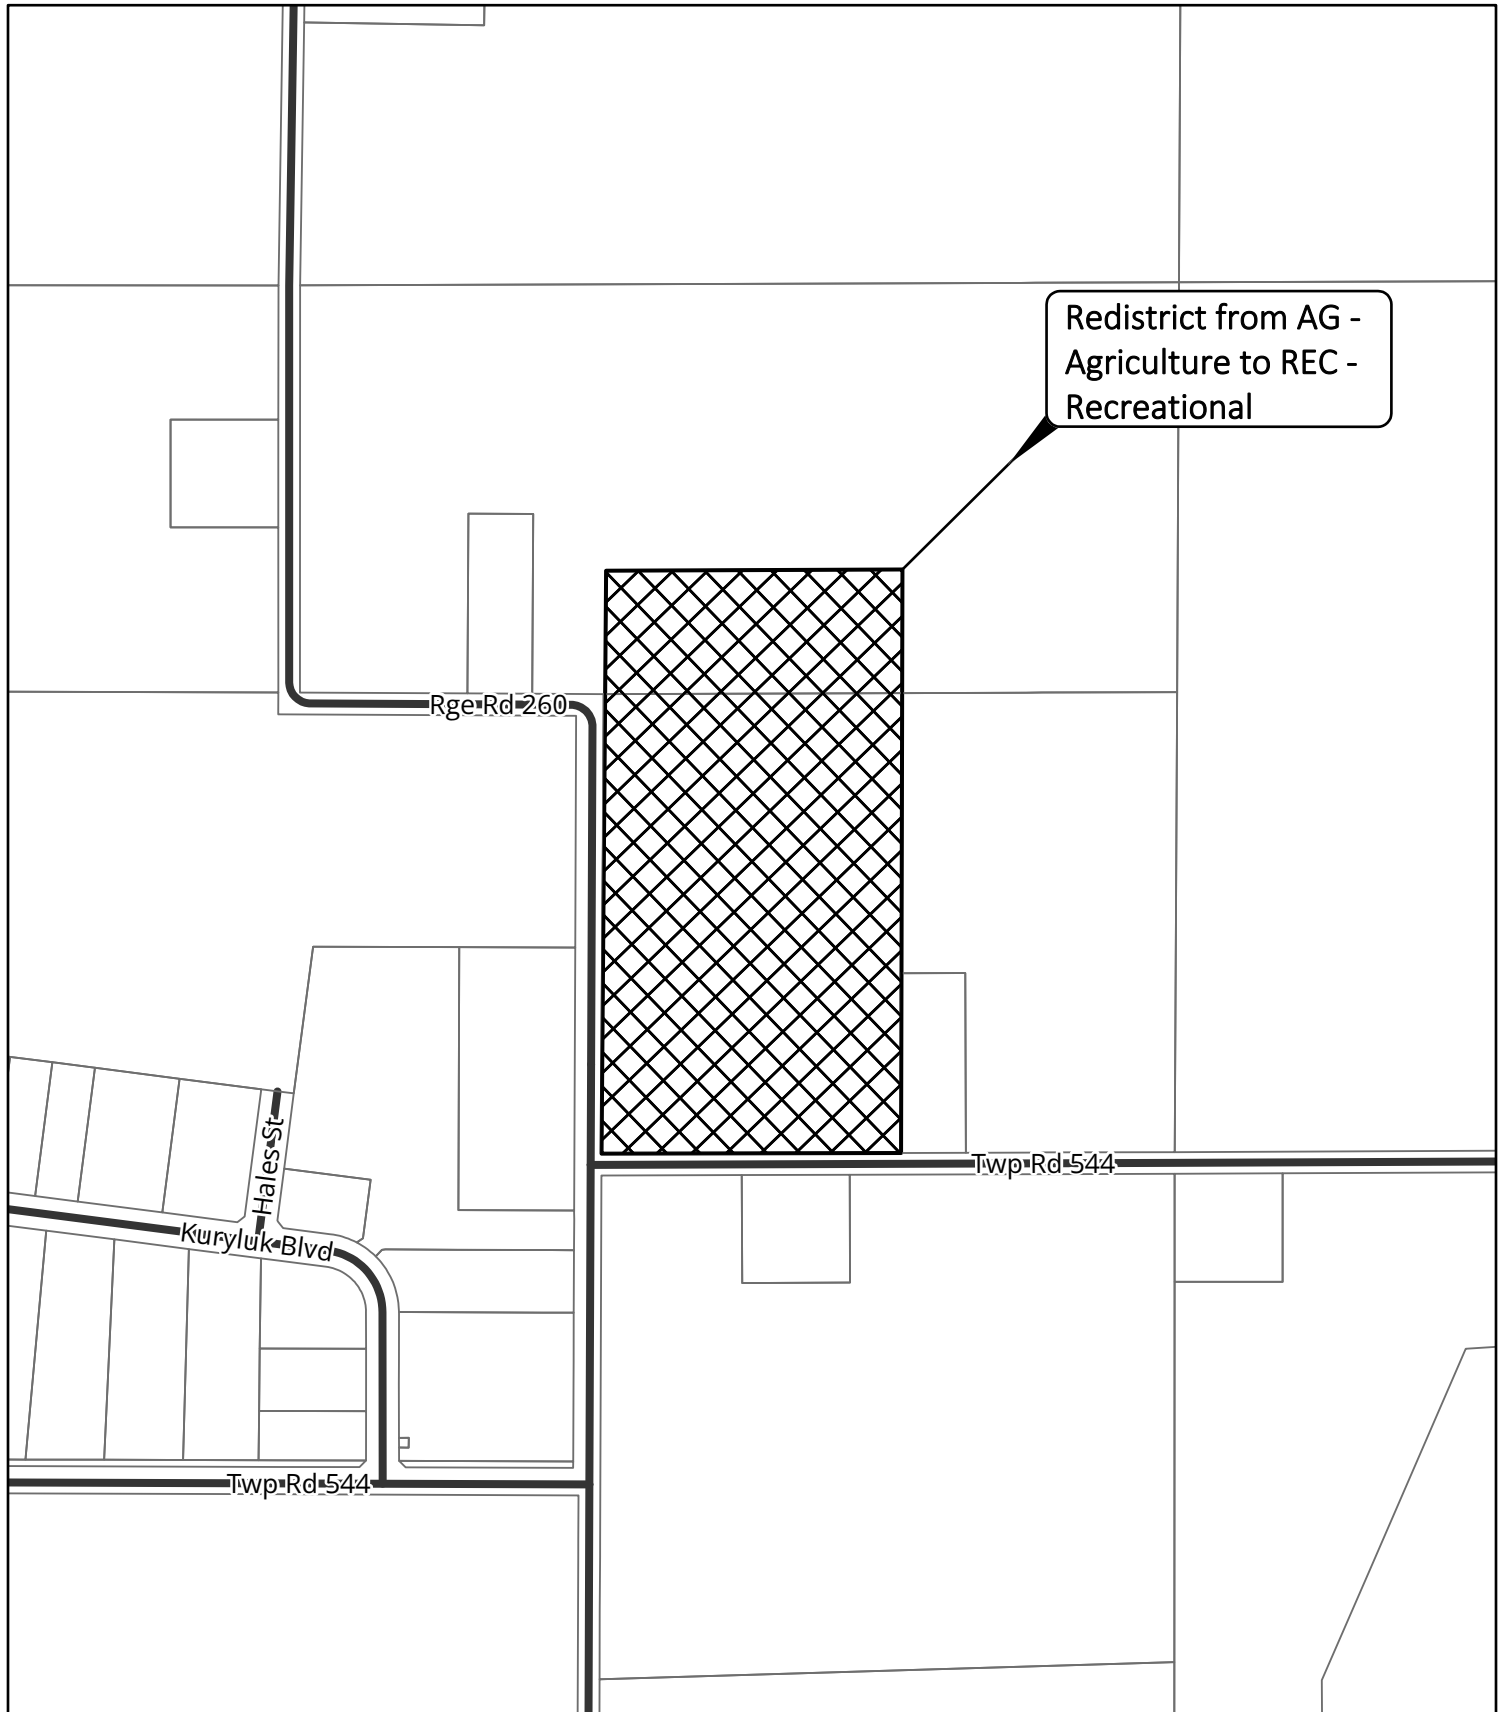 Redistrict from AG -
Agriculture to REC -
Recreational
Rge Rd 260
Hales St
Twp Rd 544
Kuryluk Blvd
Twp Rd 544